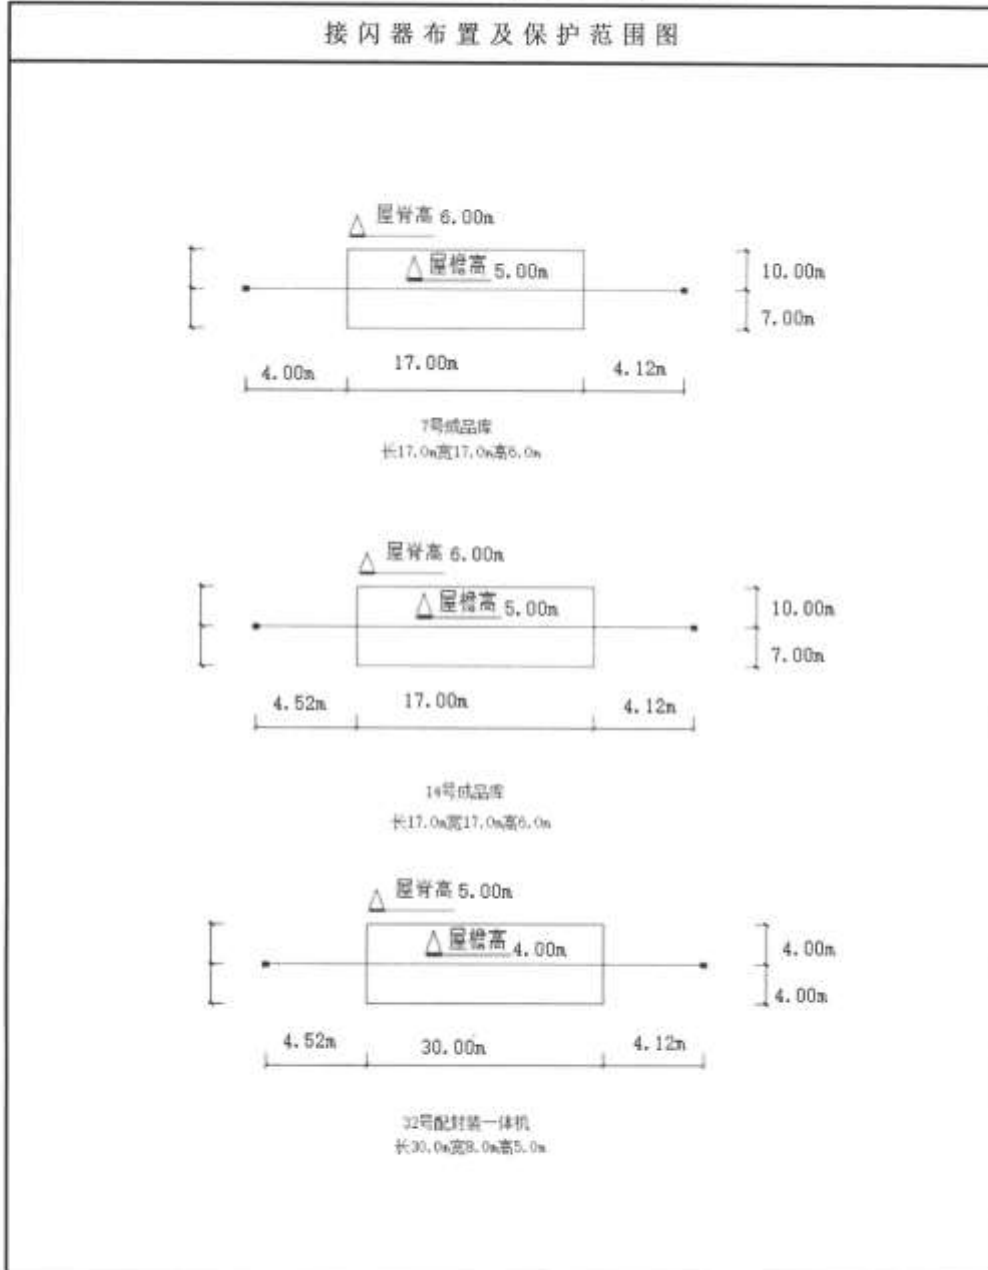 接闪器布置及保护范围图
屋脊高 6.00m
屋檐高 5.00m
10.00m
7.00m
4.00m 17.00m 4.12m
7号成品库
长17.0m宽17.0m高6.0m
屋脊高 6.00m
屋檐高 5.00m
10.00m
7.00m
4.52m 17.00m 4.12m
14号成品库
长17.0m宽17.0m高6.0m
屋脊高 5.00m
屋檐高 4.00m
4.00m
4.00m
4.52m 30.00m 4.12m
32号配封装一体机
长30.0m宽8.0m高5.0m